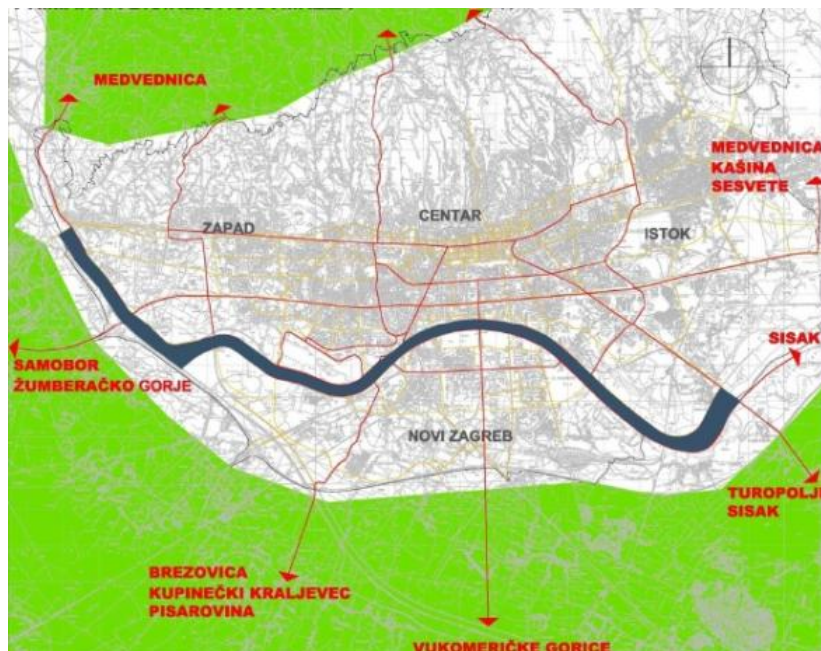 MEDVEDNICA
MEDVEDNICA
KAŠINA
SESVETE
ZAPAD
CENTAR
ISTOK
SISAK
SAMOBOR
ŽUMBERAČKO GORJE
NOVI ZAGREB
TUROPOLJE
SISAK
BREZOVICA
KUPINEČKI KRALJEVEC
PISAROVINA
VUKOMERIČKE GORICE